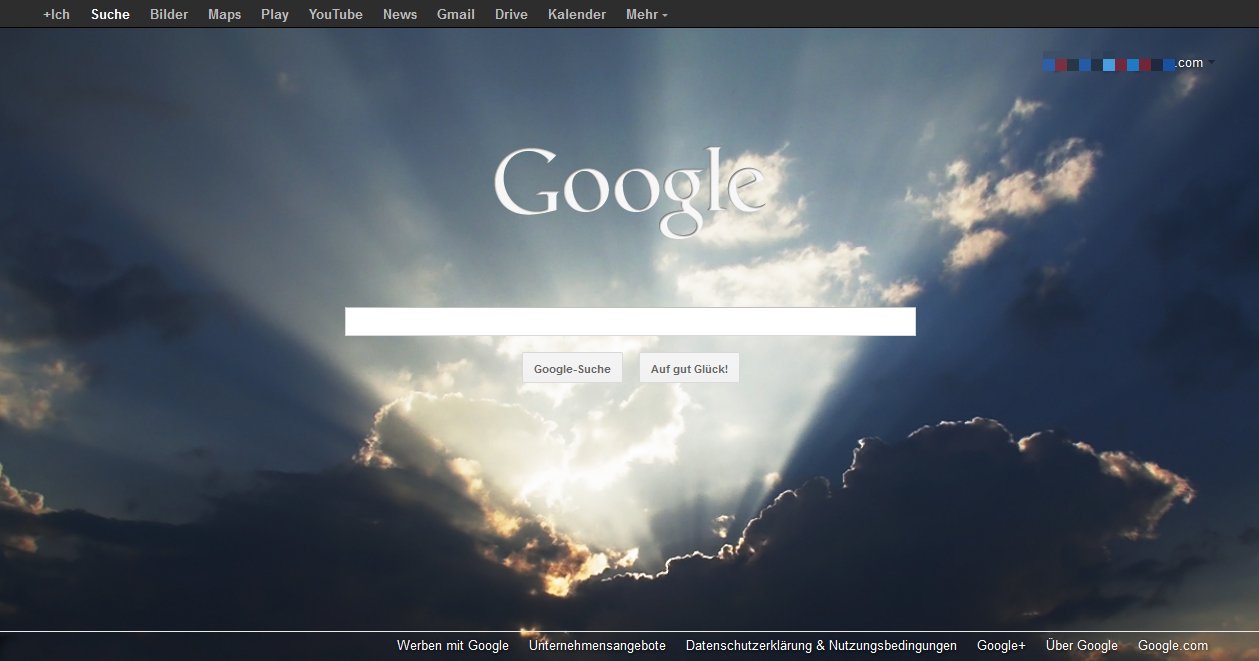 +Ich Suche Bilder Maps Play YouTube News Gmail Drive Kalender Mehr
.com
Google
Google-Suche Auf gut Glück!
Werben mit Google Unternehmensangebote Datenschutzerklärung & Nutzungsbedingungen Google+ Über Google Google.com